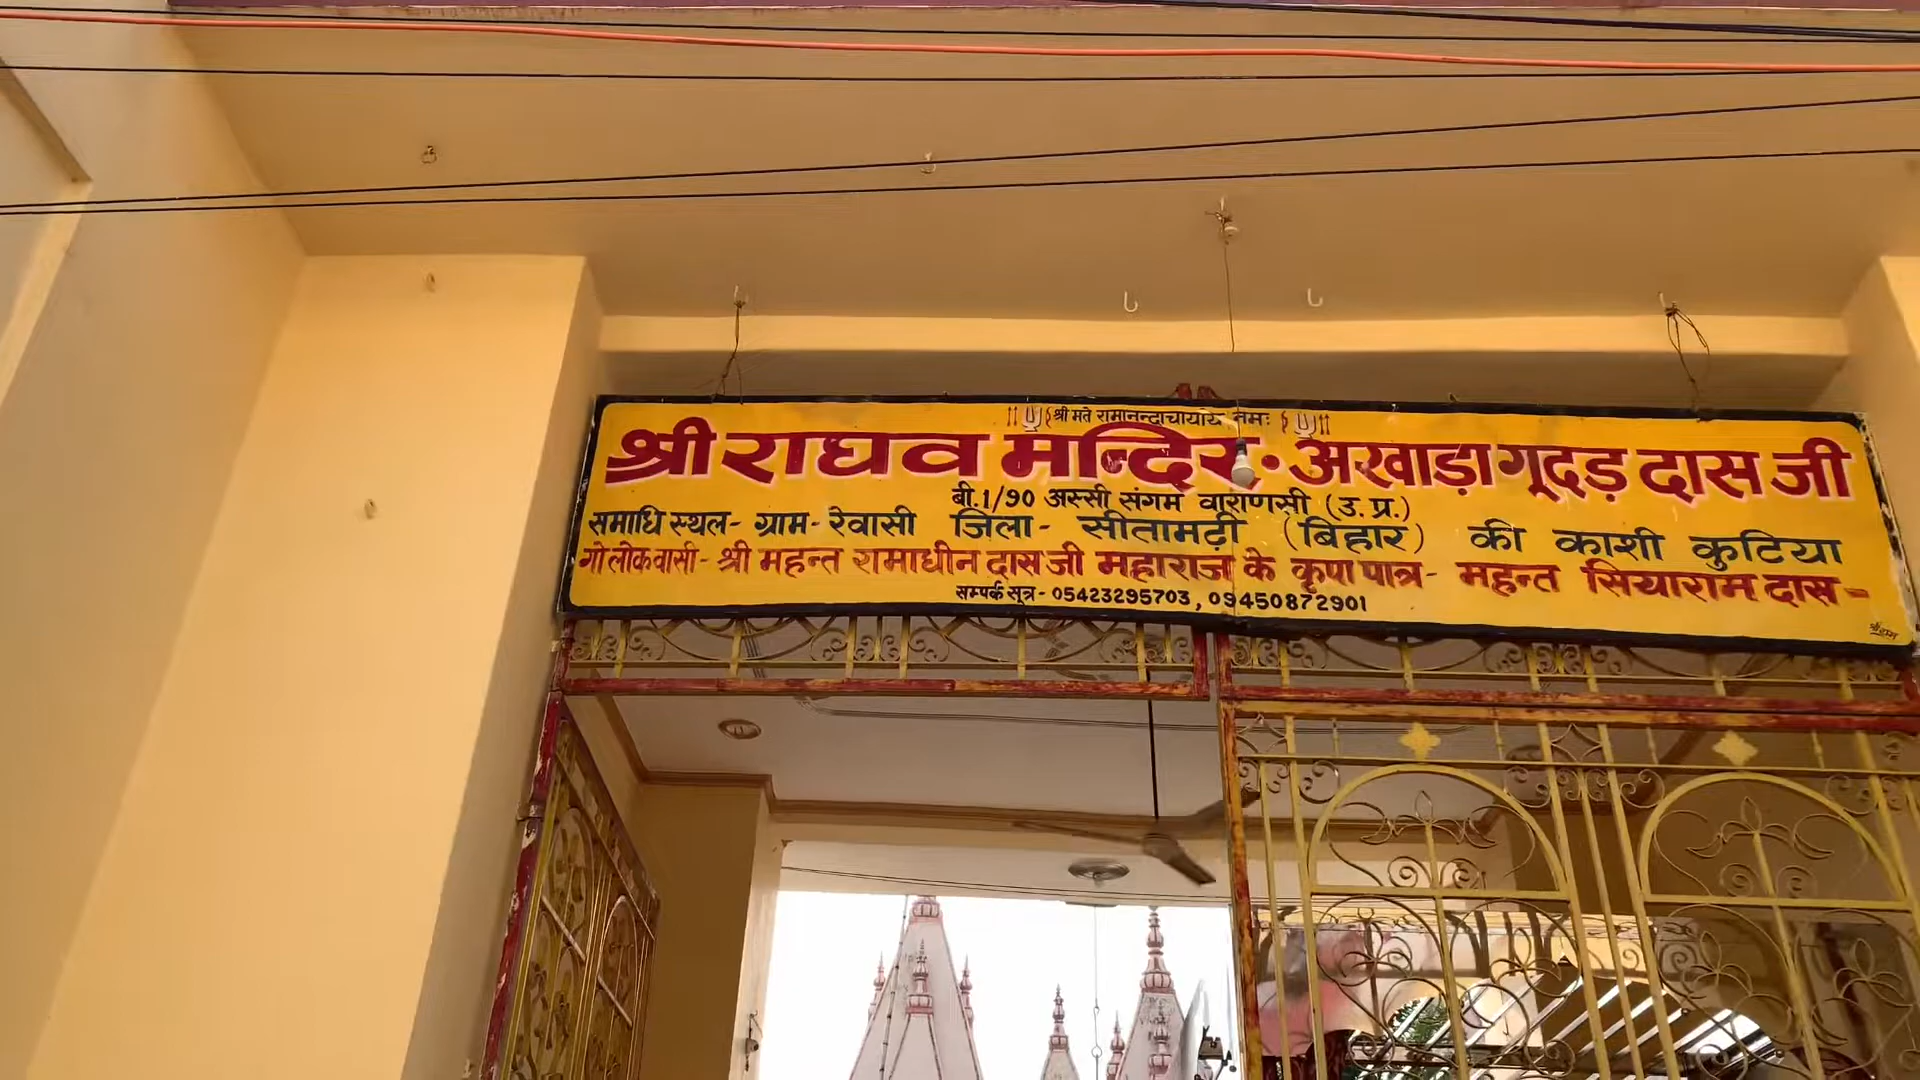 श्री मते रामानन्दाचार्याय नमः
श्री राघव मन्दिर • अखाड़ा गूदड़ दास जी
बी.1/90 अस्सी संगम वाराणसी (उ.प्र.)
समाधि स्थल- ग्राम- रेवासी जिला- सीतामढ़ी (बिहार) की काशी कुटिया
गोलोकवासी- श्री महन्त रामाधीन दास जी महाराज के कृपा पात्र- महन्त सियाराम दास-
सम्पर्क सूत्र- 05423295703, 09450872901